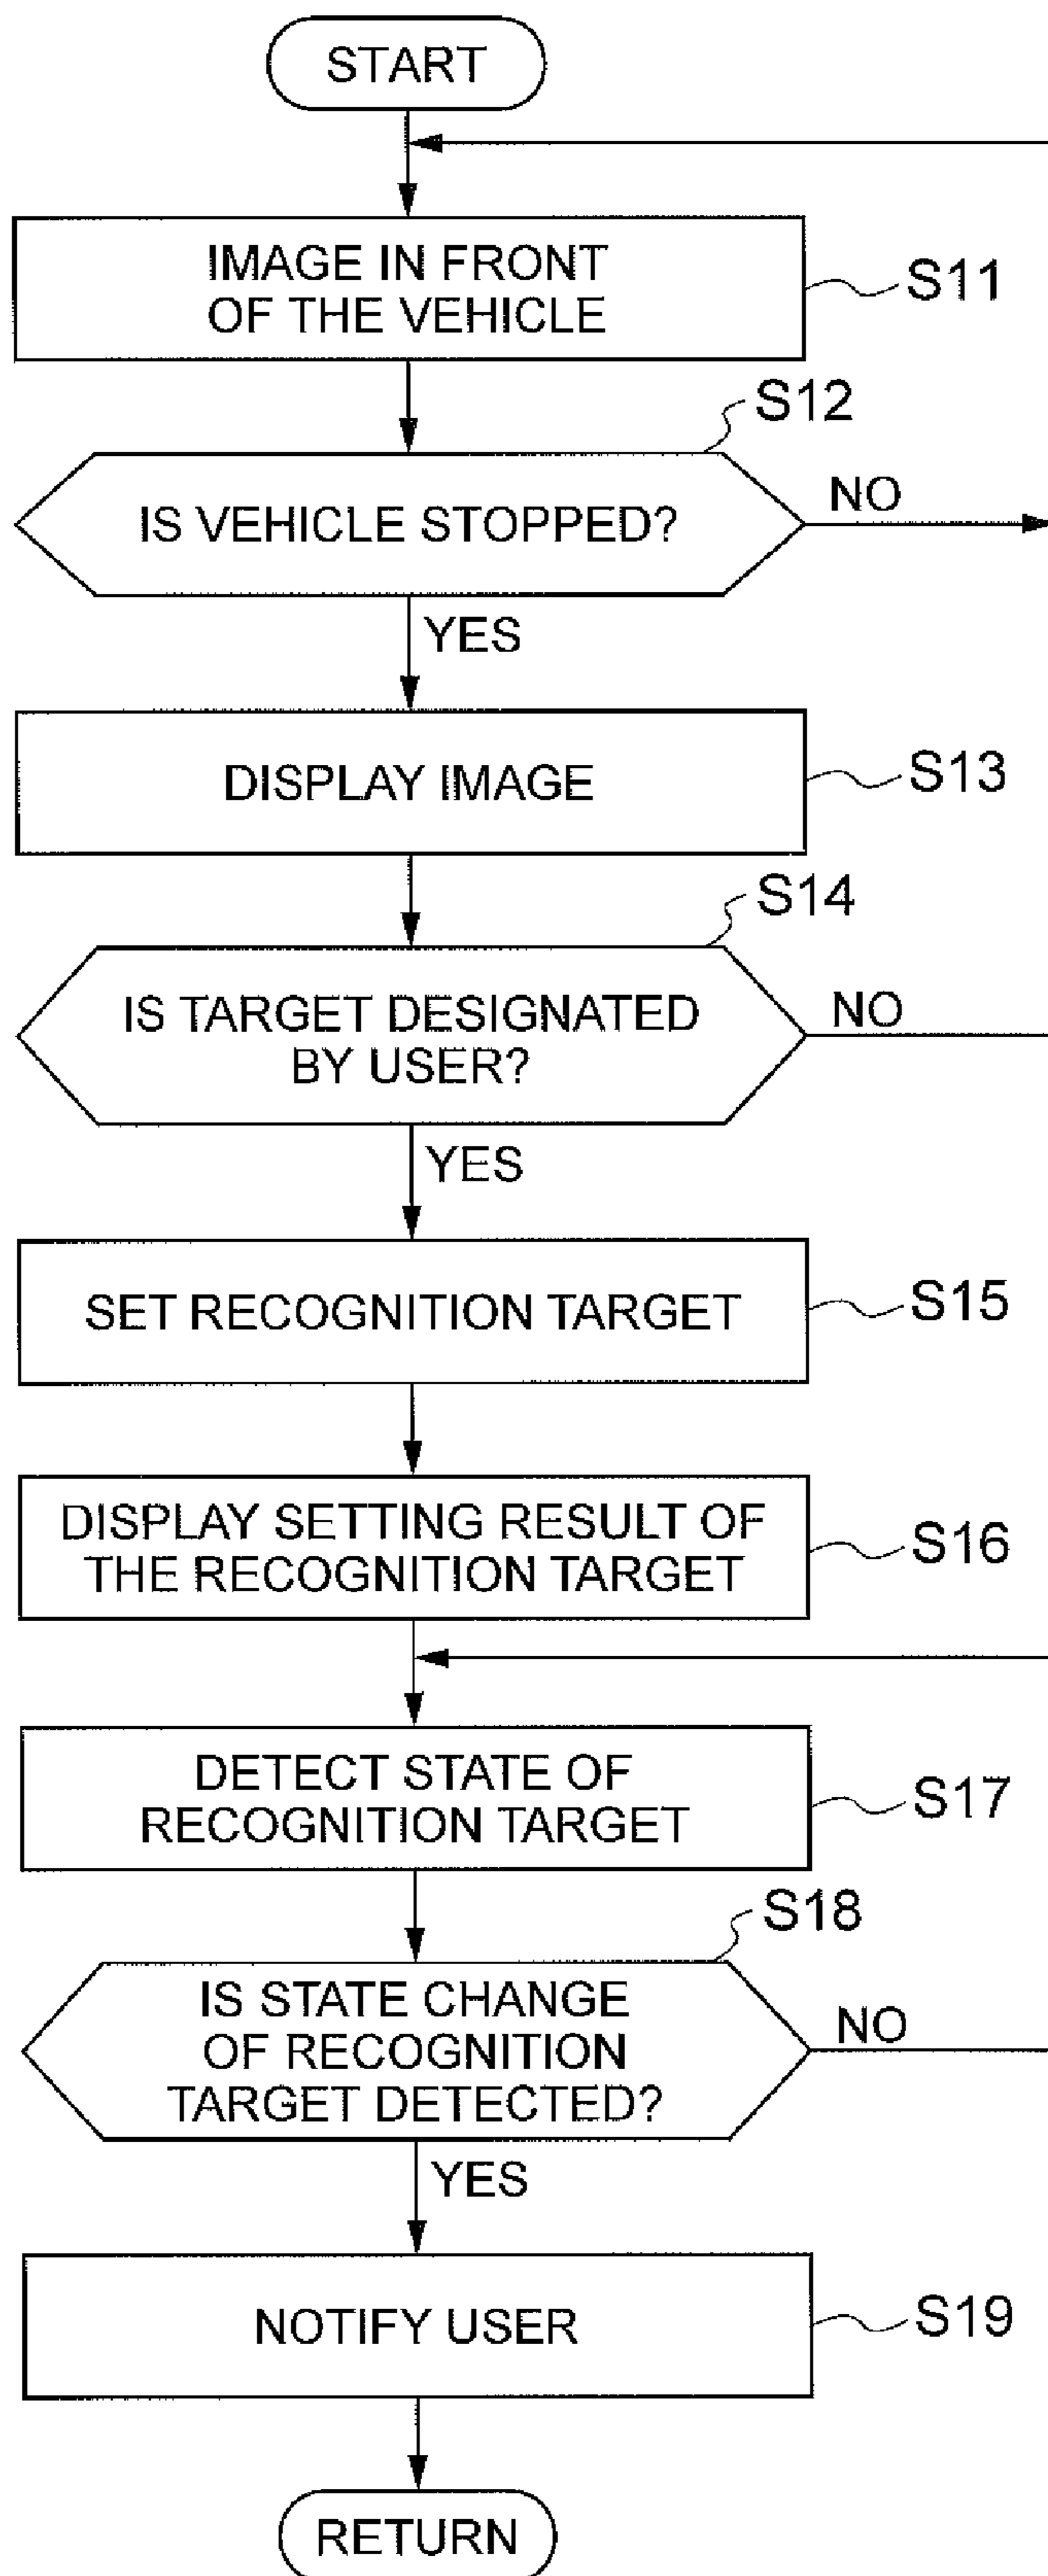 START
IMAGE IN FRONT
OF THE VEHICLE
S11
S12
IS VEHICLE STOPPED?
NO
YES
DISPLAY IMAGE
S13
S14
IS TARGET DESIGNATED
BY USER?
NO
YES
SET RECOGNITION TARGET
S15
DISPLAY SETTING RESULT OF
THE RECOGNITION TARGET
S16
DETECT STATE OF
RECOGNITION TARGET
S17
S18
IS STATE CHANGE
OF RECOGNITION
TARGET DETECTED?
NO
YES
NOTIFY USER
S19
RETURN